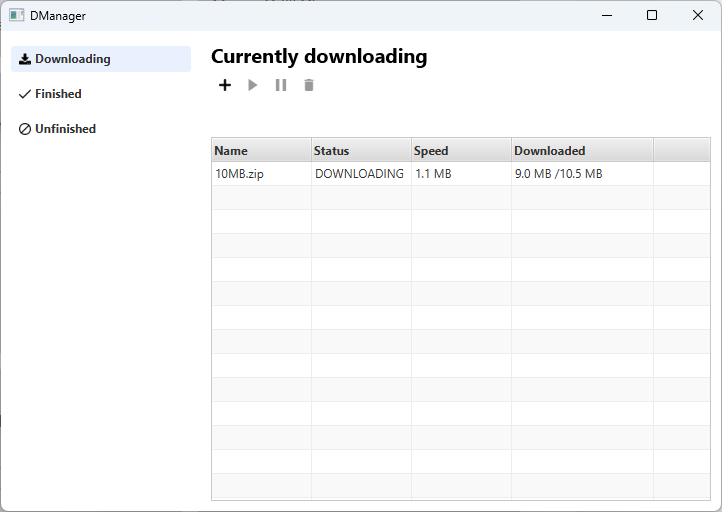 DManager
Downloading
Finished
Unfinished
Currently downloading
Name Status Speed Downloaded
10MB.zip DOWNLOADING 1.1 MB 9.0 MB /10.5 MB